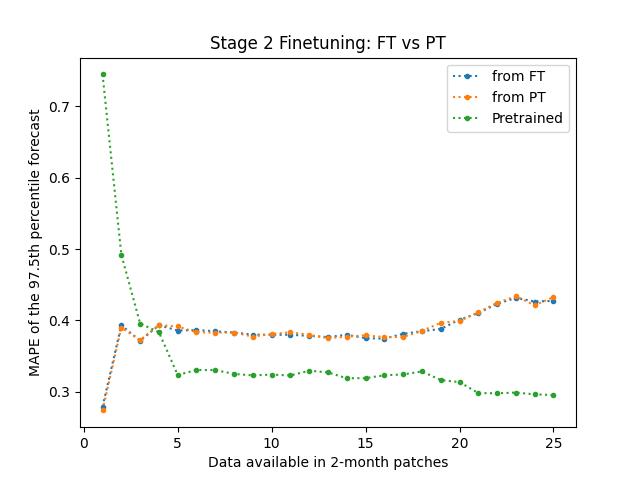 Stage 2 Finetuning: FT vs PT
from FT
from PT
Pretrained
MAPE of the 97.5th percentile forecast
0.7
0.6
0.5
0.4
0.3
0
5
10
15
20
25
Data available in 2-month patches